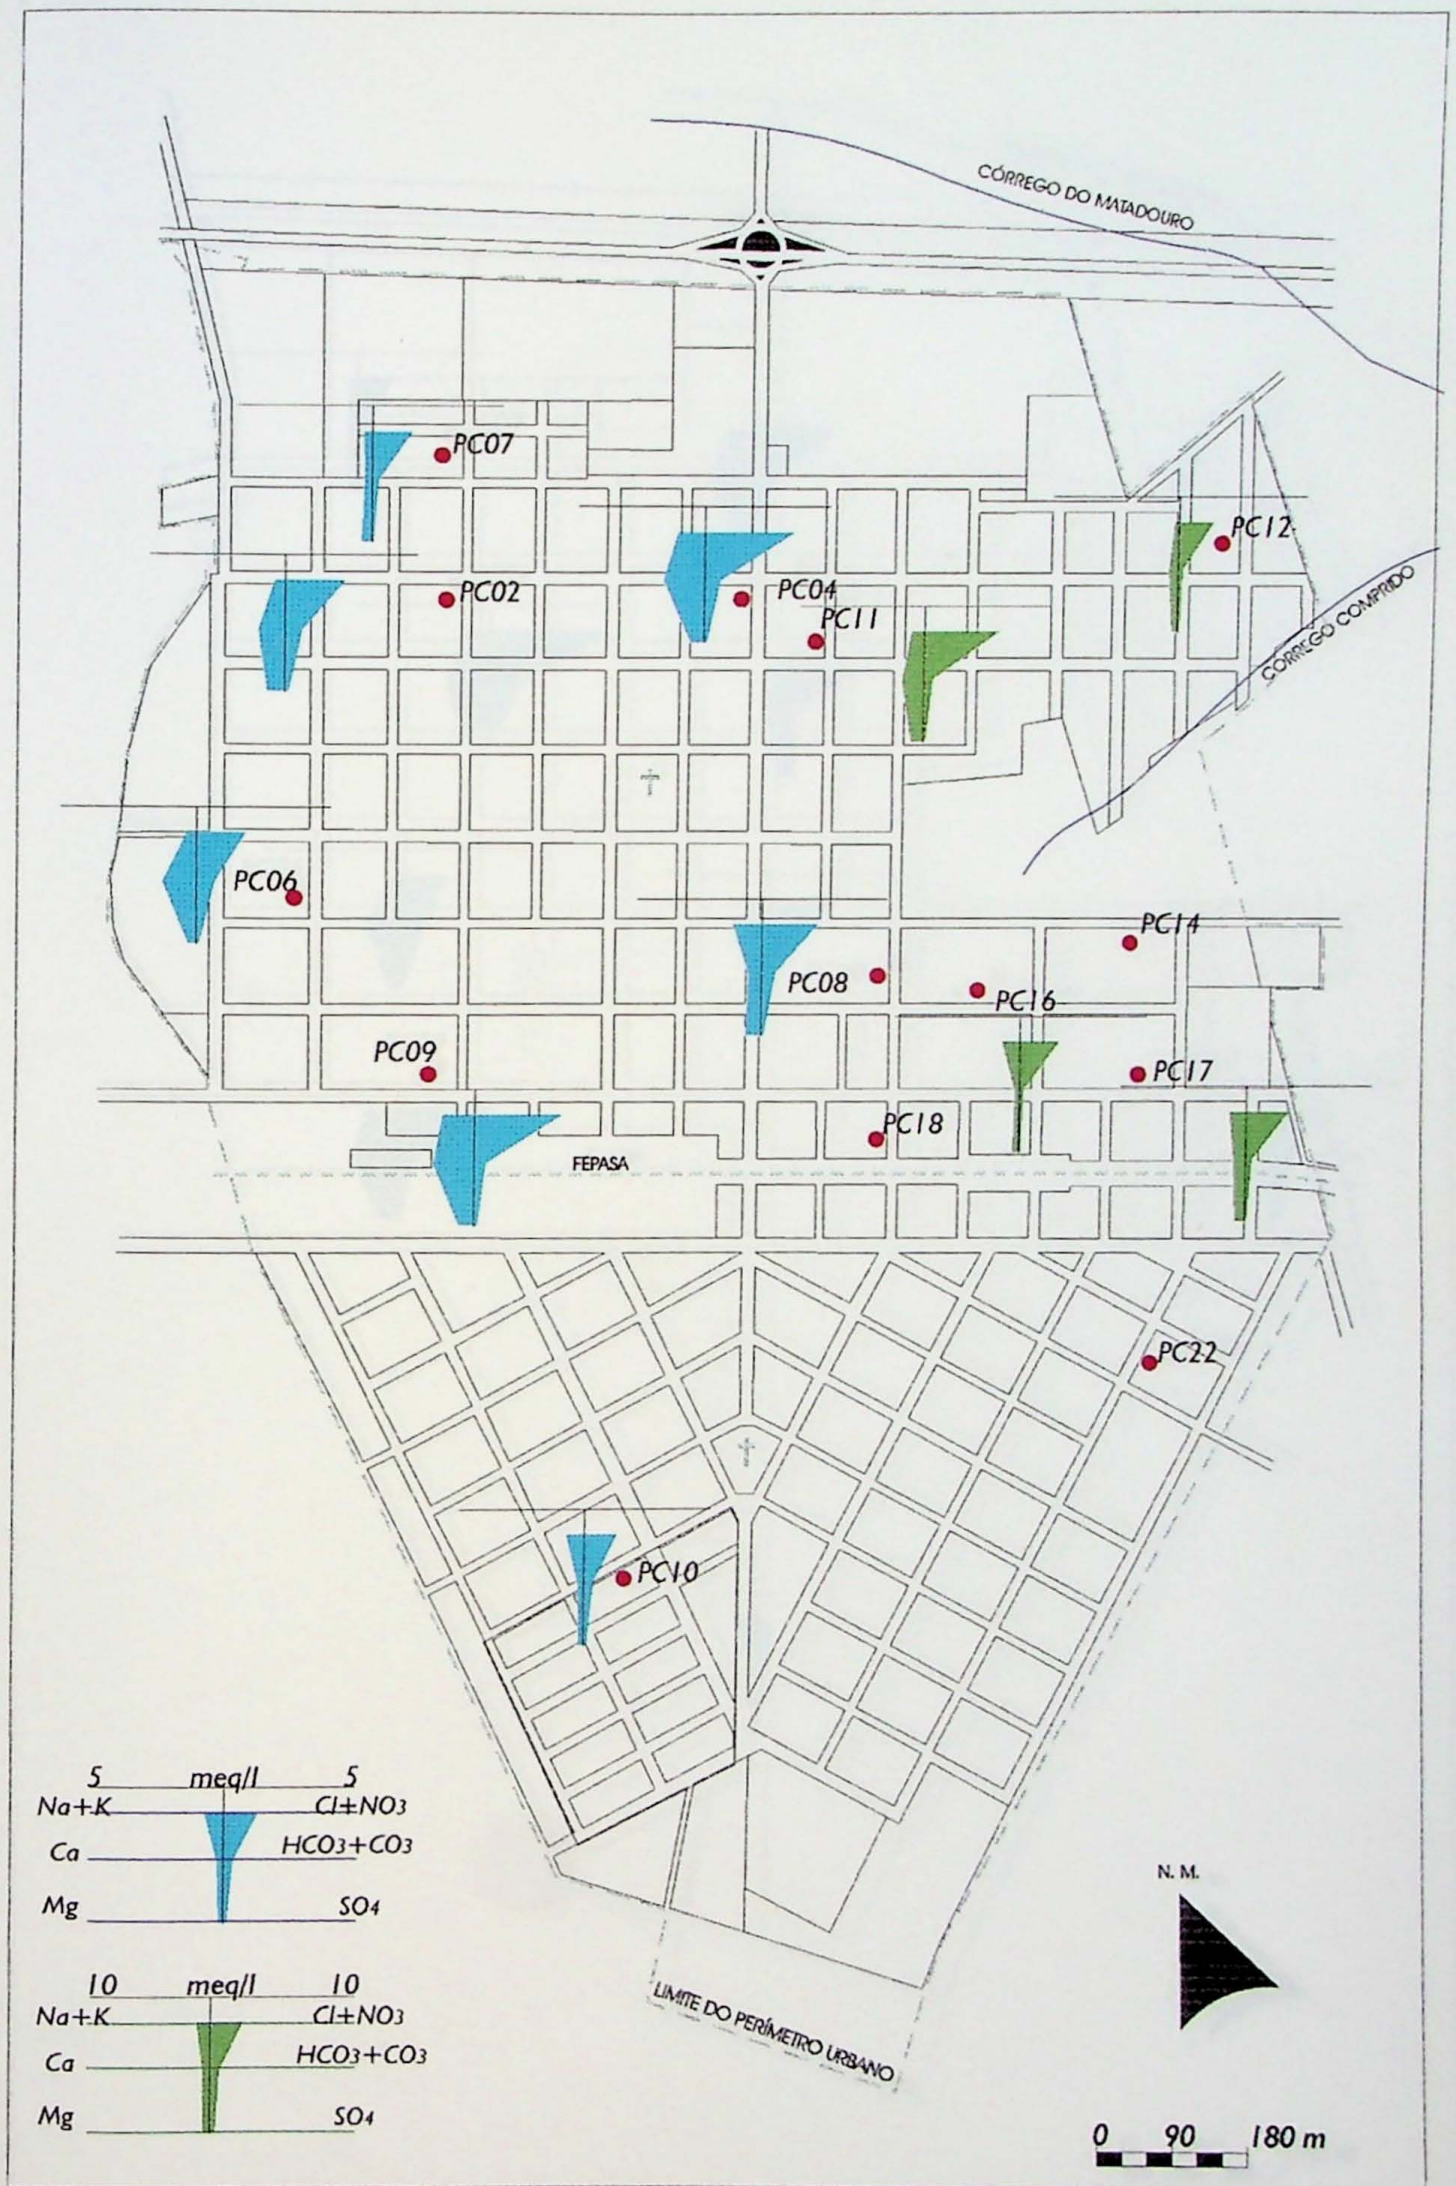 CÓRREGO DO MATADOURO
PC07
PC12
PC02
PC04
PC11
CÓRREGO COMPRIDO
PC06
PC14
PC08
PC16
PC09
PC17
PC18
FEPASA
PC22
PC10
5 meq/l 5
Na+K Cl+NO3
Ca HCO3+CO3
Mg SO4
N. M.
10 meq/l 10
Na+K Cl+NO3
Ca HCO3+CO3
Mg SO4
LIMITE DO PERÍMETRO URBANO
0 90 180 m